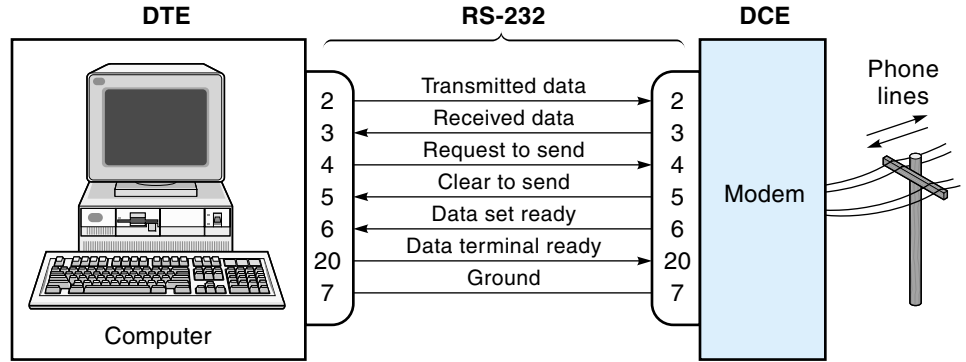 DTE
RS-232
DCE
2 Transmitted data 2
3 Received data 3
4 Request to send 4
5 Clear to send 5
6 Data set ready 6
20 Data terminal ready 20
7 Ground 7
Computer
Modem
Phone
lines